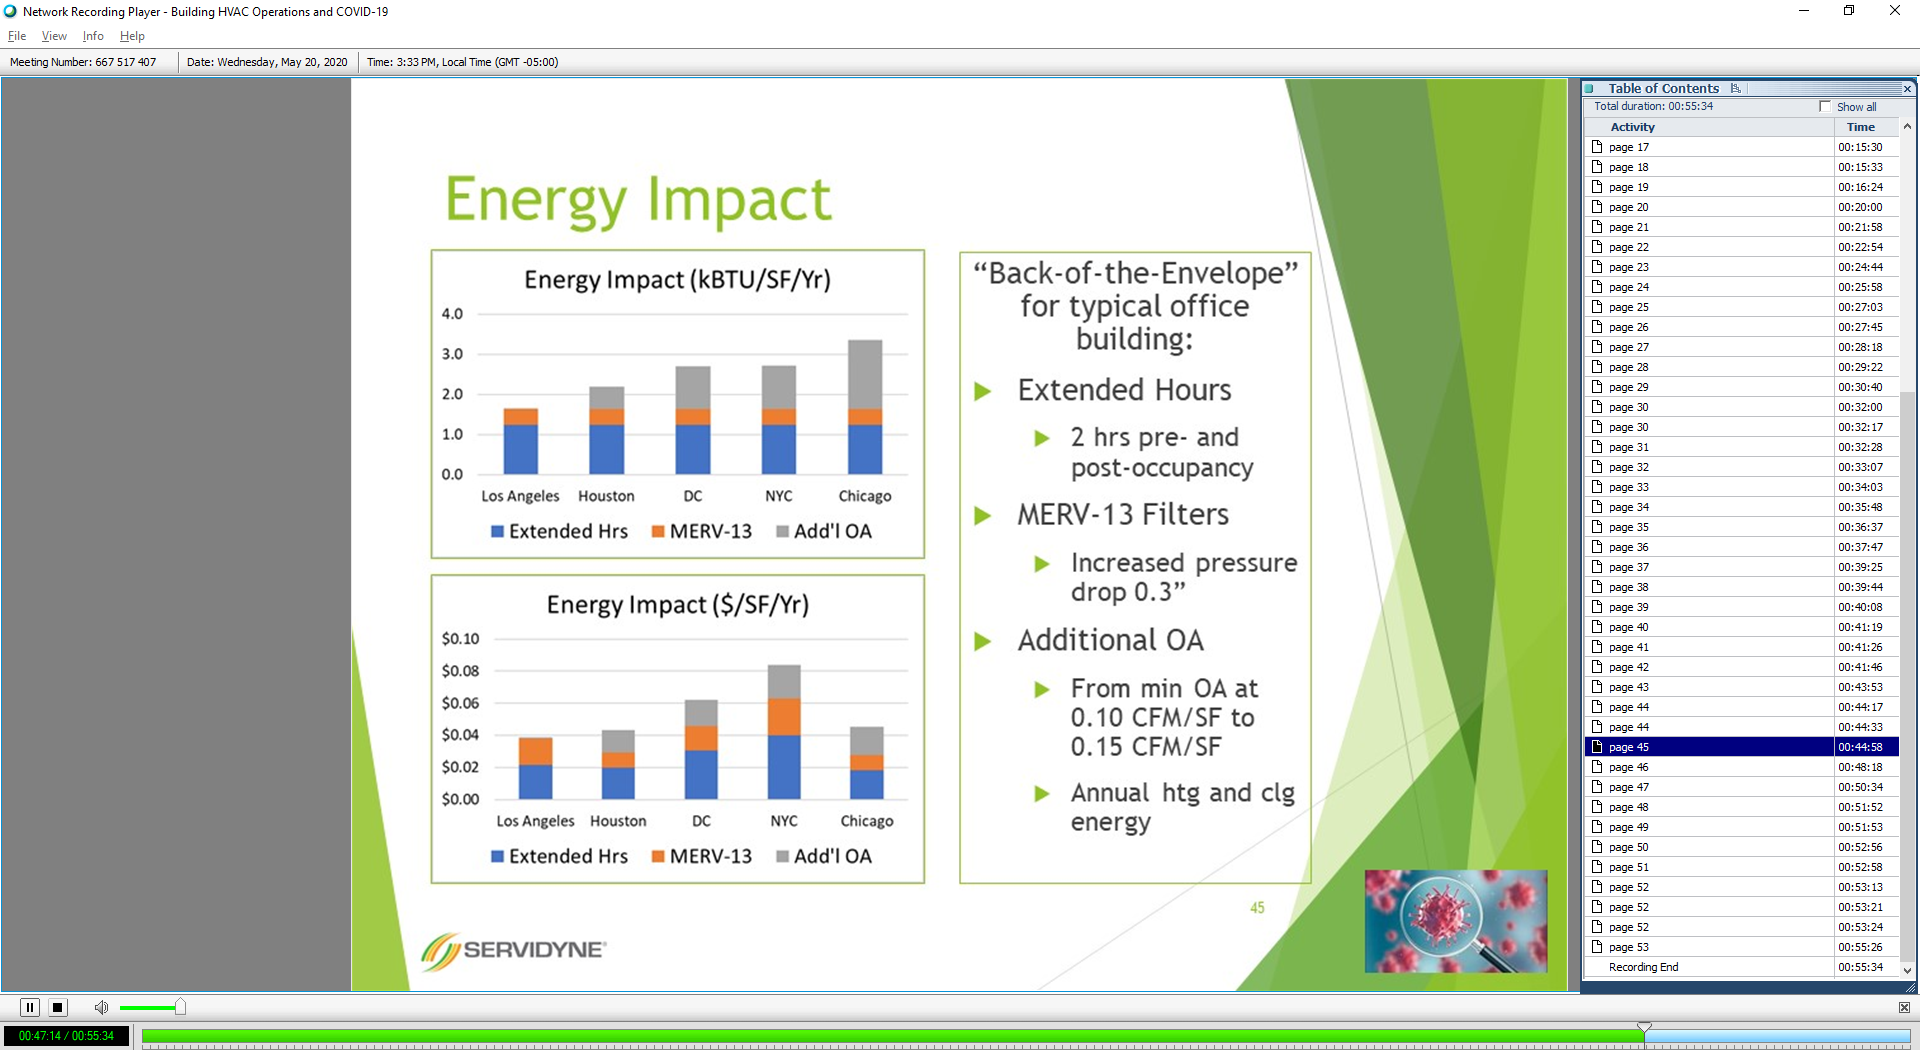 Network Recording Player - Building HVAC Operations and COVID-19
File View Info Help
Meeting Number: 667 517 407 Date: Wednesday, May 20, 2020 Time: 3:33 PM, Local Time (GMT -05:00)
Energy Impact
Energy Impact (kBTU/SF/Yr)
4.0
3.0
2.0
1.0
0.0
Los Angeles Houston DC NYC Chicago
Extended Hrs MERV-13 Add'l OA
Energy Impact ($/SF/Yr)
$0.10
$0.08
$0.06
$0.04
$0.02
$0.00
Los Angeles Houston DC NYC Chicago
Extended Hrs MERV-13 Add'l OA
“Back-of-the-Envelope”
for typical office
building:
Extended Hours
2 hrs pre- and
post-occupancy
MERV-13 Filters
Increased pressure
drop 0.3”
Additional OA
From min OA at
0.10 CFM/SF to
0.15 CFM/SF
Annual htg and clg
energy
45
SERVIDYNE®
Table of Contents
Total duration: 00:55:34 Show all
Activity Time
page 17 00:15:30
page 18 00:15:33
page 19 00:16:24
page 20 00:20:00
page 21 00:21:58
page 22 00:22:54
page 23 00:24:44
page 24 00:25:58
page 25 00:27:03
page 26 00:27:45
page 27 00:28:18
page 28 00:29:22
page 29 00:30:40
page 30 00:32:00
page 30 00:32:17
page 31 00:32:28
page 32 00:33:07
page 33 00:34:03
page 34 00:35:48
page 35 00:36:37
page 36 00:37:47
page 37 00:39:25
page 38 00:39:44
page 39 00:40:08
page 40 00:41:19
page 41 00:41:26
page 42 00:41:46
page 43 00:43:53
page 44 00:44:17
page 44 00:44:33
page 45 00:44:58
page 46 00:48:18
page 47 00:50:34
page 48 00:51:52
page 49 00:51:53
page 50 00:52:56
page 51 00:52:58
page 52 00:53:13
page 52 00:53:21
page 52 00:53:24
page 53 00:55:26
Recording End 00:55:34
00:47:14 / 00:55:34